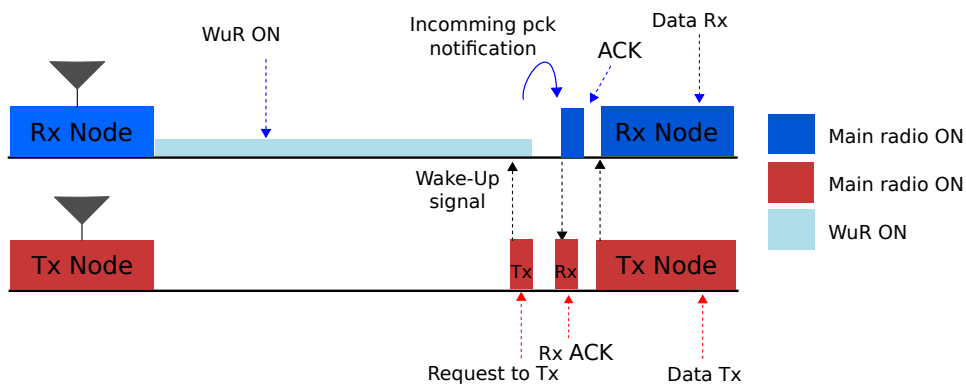 Incomming pck
notification
Data Rx
WuR ON
ACK
Rx Node
Rx Node
Main radio ON
Wake-Up
signal
Main radio ON
WuR ON
Tx Node
Tx
Rx
Tx Node
Rx ACK
Request to Tx
Data Tx